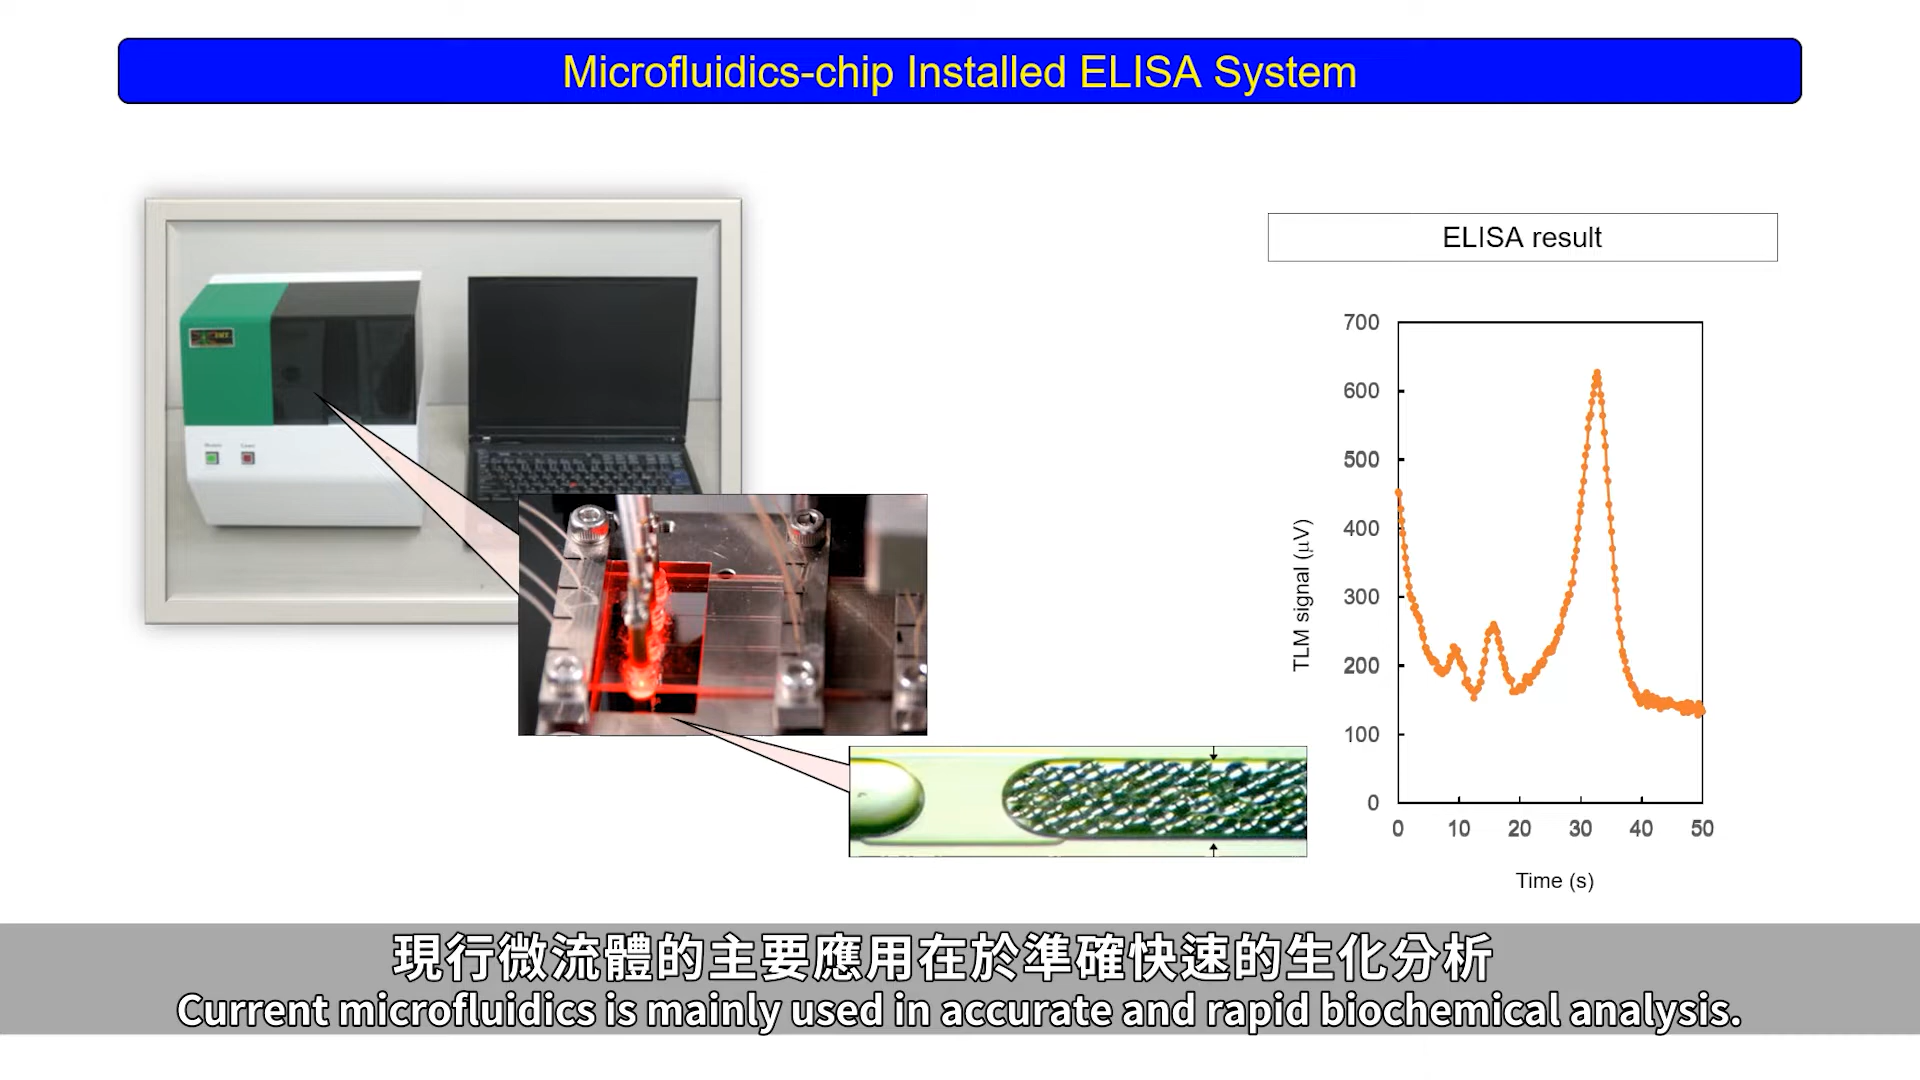 Microfluidics-chip Installed ELISA System
ELISA result
700
600
500
400
300
200
100
0
TLM signal (μV)
0 10 20 30 40 50
Time (s)
現行微流體的主要應用在於準確快速的生化分析
Current microfluidics is mainly used in accurate and rapid biochemical analysis.